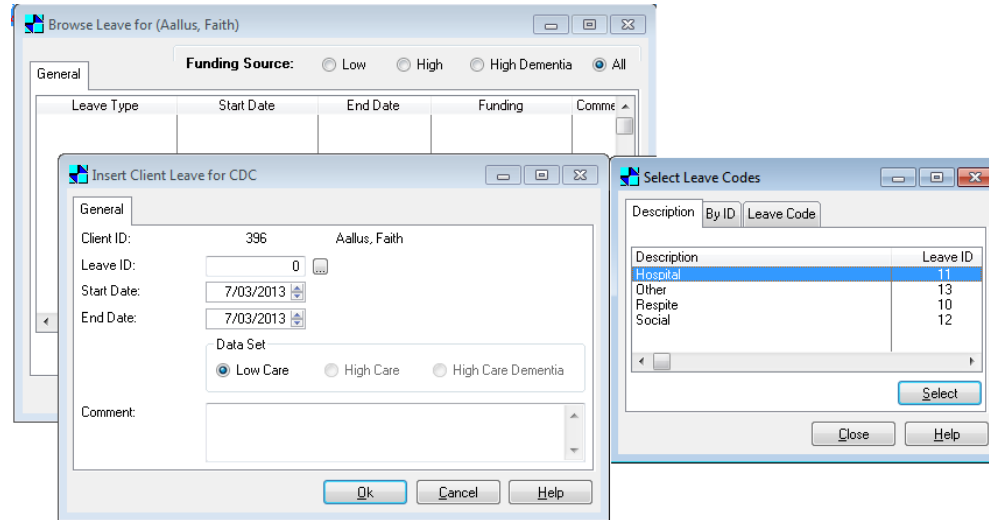 Browse Leave for (Aallus, Faith)
Funding Source: Low High High Dementia All
General
Leave Type Start Date End Date Funding Comme
Insert Client Leave for CDC
General
Client ID: 396 Aallus, Faith
Leave ID: 0 ...
Start Date: 7/03/2013
End Date: 7/03/2013
Data Set
Low Care High Care High Care Dementia
Comment:
Ok Cancel Help
Select Leave Codes
Description By ID Leave Code
Description Leave ID
Hospital 11
Other 13
Respite 10
Social 12
Select
Close Help